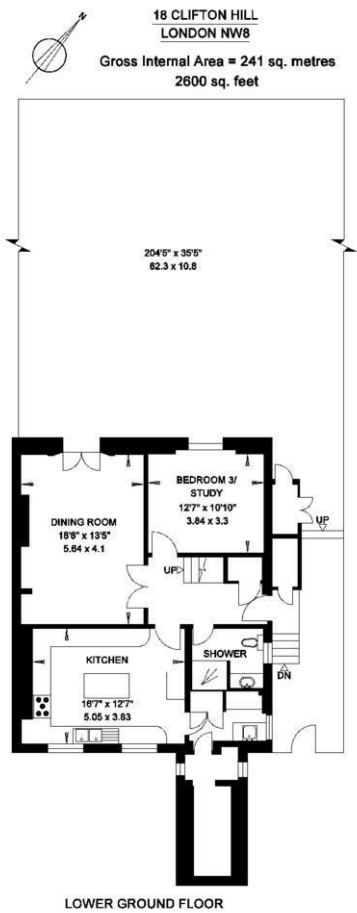 N
18 CLIFTON HILL
LONDON NW8
Gross Internal Area = 241 sq. metres
2600 sq. feet
204'5" x 35'5"
62.3 x 10.8
BEDROOM 3/
STUDY
12'7" x 10'10"
3.84 x 3.3
DINING ROOM
18'6" x 13'5"
5.64 x 4.1
UP
UP
KITCHEN
16'7" x 12'7"
5.05 x 3.83
SHOWER
DN
LOWER GROUND FLOOR